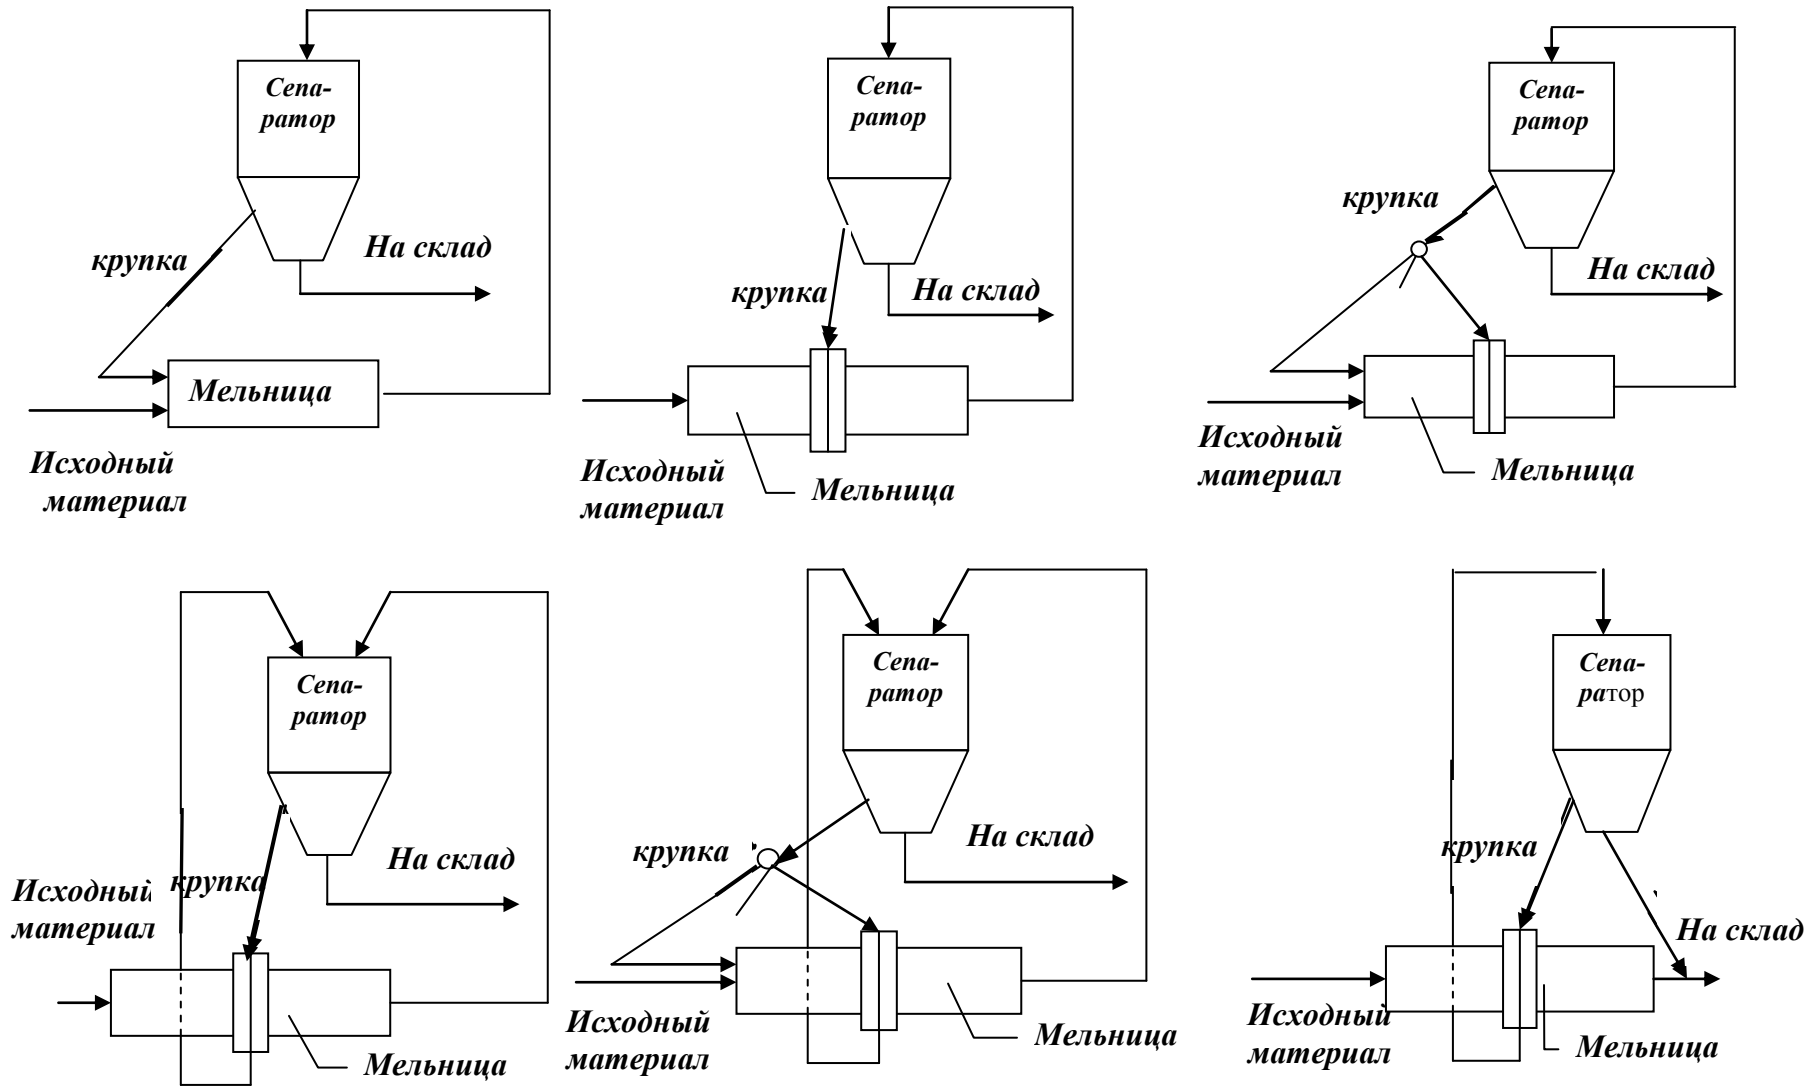 Сепа-
ратор
крупка
На склад
Мельница
Исходный
материал
Сепа-
ратор
крупка
На склад
Исходный
материал
Мельница
Сепа-
ратор
крупка
На склад
Исходный
материал
Мельница
Сепа-
ратор
На склад
Исходный
крупка
материал
Мельница
Сепа-
ратор
крупка
На склад
Исходный
материал
Мельница
Сепа-
ратор
крупка
На склад
Исходный
материал
Мельница